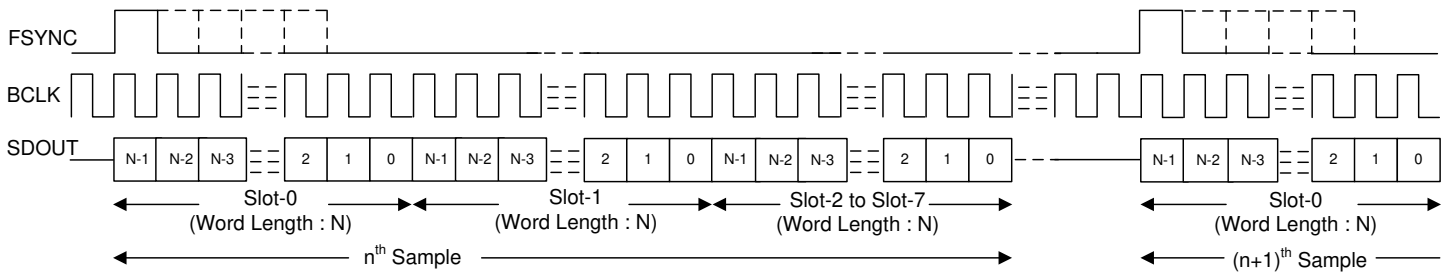 FSYNC
BCLK
SDOUT N-1 N-2 N-3 2 1 0 N-1 N-2 N-3 2 1 0 N-1 N-2 N-3 2 1 0 N-1 N-2 N-3 2 1 0
Slot-0 Slot-1 Slot-2 to Slot-7 Slot-0
(Word Length : N) (Word Length : N) (Word Length : N) (Word Length : N)
nth Sample (n+1)th Sample